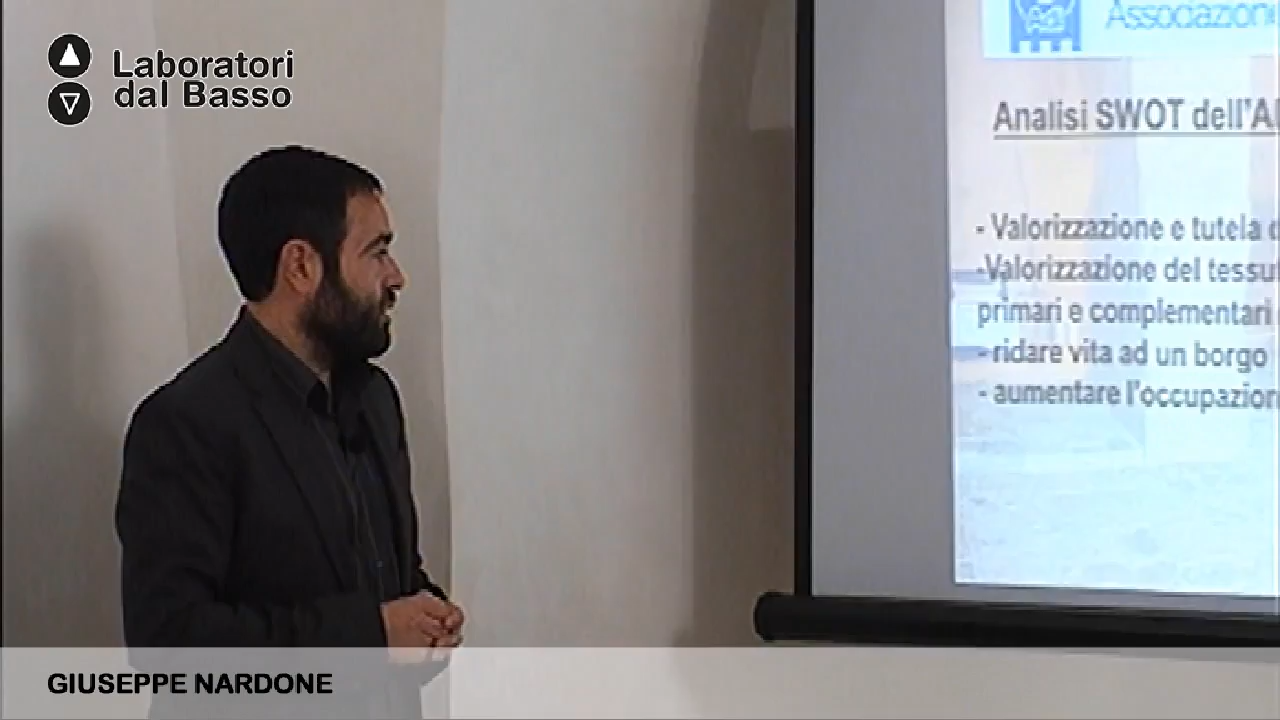 Laboratori
dal Basso
Associazione
Analisi SWOT dell'A
- Valorizzazione e tutela
-Valorizzazione del tessut
primari e complementari
- ridare vita ad un borgo
- aumentare l'occupazion
GIUSEPPE NARDONE